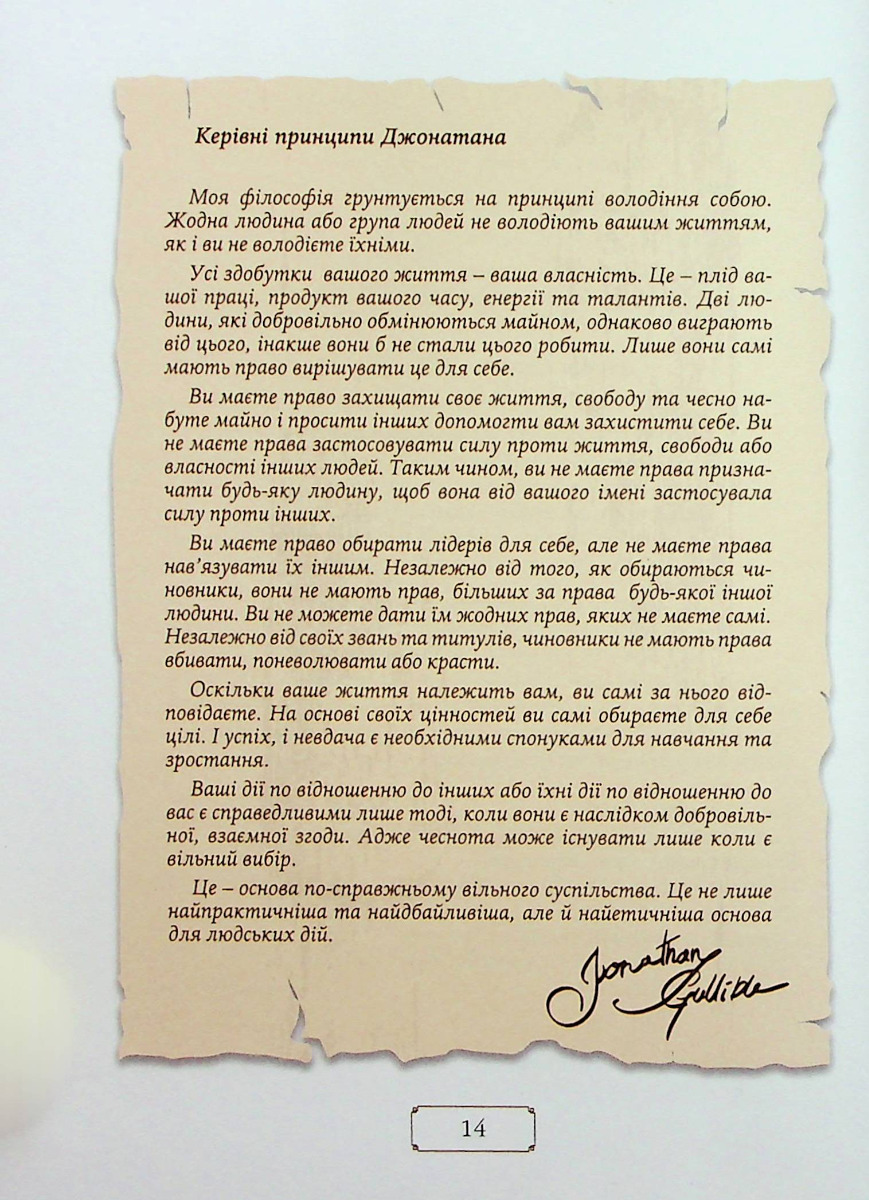 Керівні принципи Джонатана
Моя філософія грунтується на принципі володіння собою.
Жодна людина або група людей не володіють вашим життям,
як і ви не володієте їхніми.
Усі здобутки вашого життя – ваша власність. Це – плід ва-
шої праці, продукт вашого часу, енергії та талантів. Дві лю-
дини, які добровільно обмінюються майном, однаково виграють
від цього, інакше вони б не стали цього робити. Лише вони самі
мають право вирішувати це для себе.
Ви маєте право захищати своє життя, свободу та чесно на-
буте майно і просити інших допомогти вам захистити себе. Ви
не маєте права застосовувати силу проти життя, свободи або
власності інших людей. Таким чином, ви не маєте права призна-
чати будь-яку людину, щоб вона від вашого імені застосувала
силу проти інших.
Ви маєте право обирати лідерів для себе, але не маєте права
нав’язувати їх іншим. Незалежно від того, як обираються чи-
новники, вони не мають прав, більших за права будь-якої іншої
людини. Ви не можете дати їм жодних прав, яких не маєте самі.
Незалежно від своїх звань та титулів, чиновники не мають права
вбивати, поневолювати або красти.
Оскільки ваше життя належить вам, ви самі за нього від-
повідаєте. На основі своїх цінностей ви самі обираєте для себе
цілі. І успіх, і невдача є необхідними спонуками для навчання та
зростання.
Ваші дії по відношенню до інших або їхні дії по відношенню до
вас є справедливими лише тоді, коли вони є наслідком добровіль-
ної, взаємної згоди. Адже чеснота може існувати лише коли є
вільний вибір.
Це – основа по-справжньому вільного суспільства. Це не лише
найпрактичніша та найдбайливіша, але й найетичніша основа
для людських дій.
Jonathan
Gullible
14